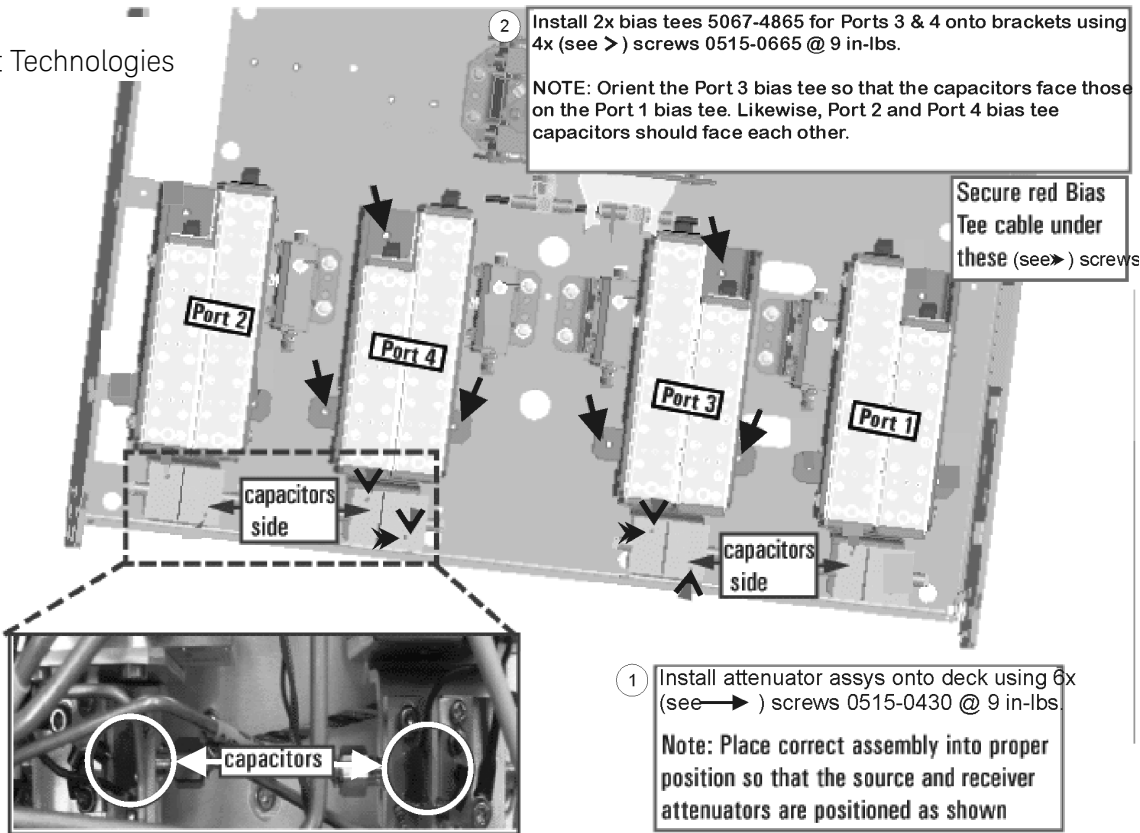 t Technologies
2
Install 2x bias tees 5067-4865 for Ports 3 & 4 onto brackets using
4x (see > ) screws 0515-0665 @ 9 in-lbs.
NOTE: Orient the Port 3 bias tee so that the capacitors face those
on the Port 1 bias tee. Likewise, Port 2 and Port 4 bias tee
capacitors should face each other.
Secure red Bias
Tee cable under
these (see➤ ) screws
Port 2
Port 4
Port 3
Port 1
capacitors
side
capacitors
side
capacitors
1
Install attenuator assys onto deck using 6x
(see → ) screws 0515-0430 @ 9 in-lbs.
Note: Place correct assembly into proper
position so that the source and receiver
attenuators are positioned as shown